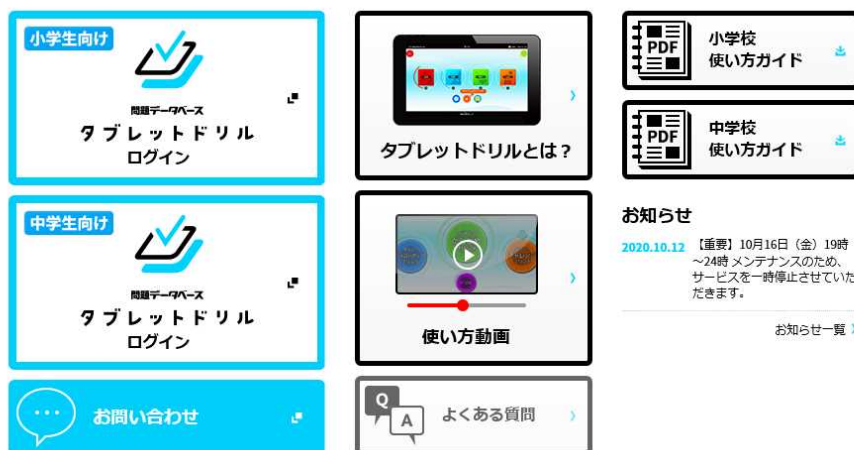 小学生向け
問題データベース
タブレットドリル
ログイン
中学生向け
問題データベース
タブレットドリル
ログイン
お問い合わせ
タブレットドリルとは？
使い方動画
Q
A
よくある質問
PDF
小学校
使い方ガイド
PDF
中学校
使い方ガイド
お知らせ
2020.10.12 【重要】10月16日（金）19時
～24時 メンテナンスのため、
サービスを一時停止させていた
だきます。
お知らせ一覧